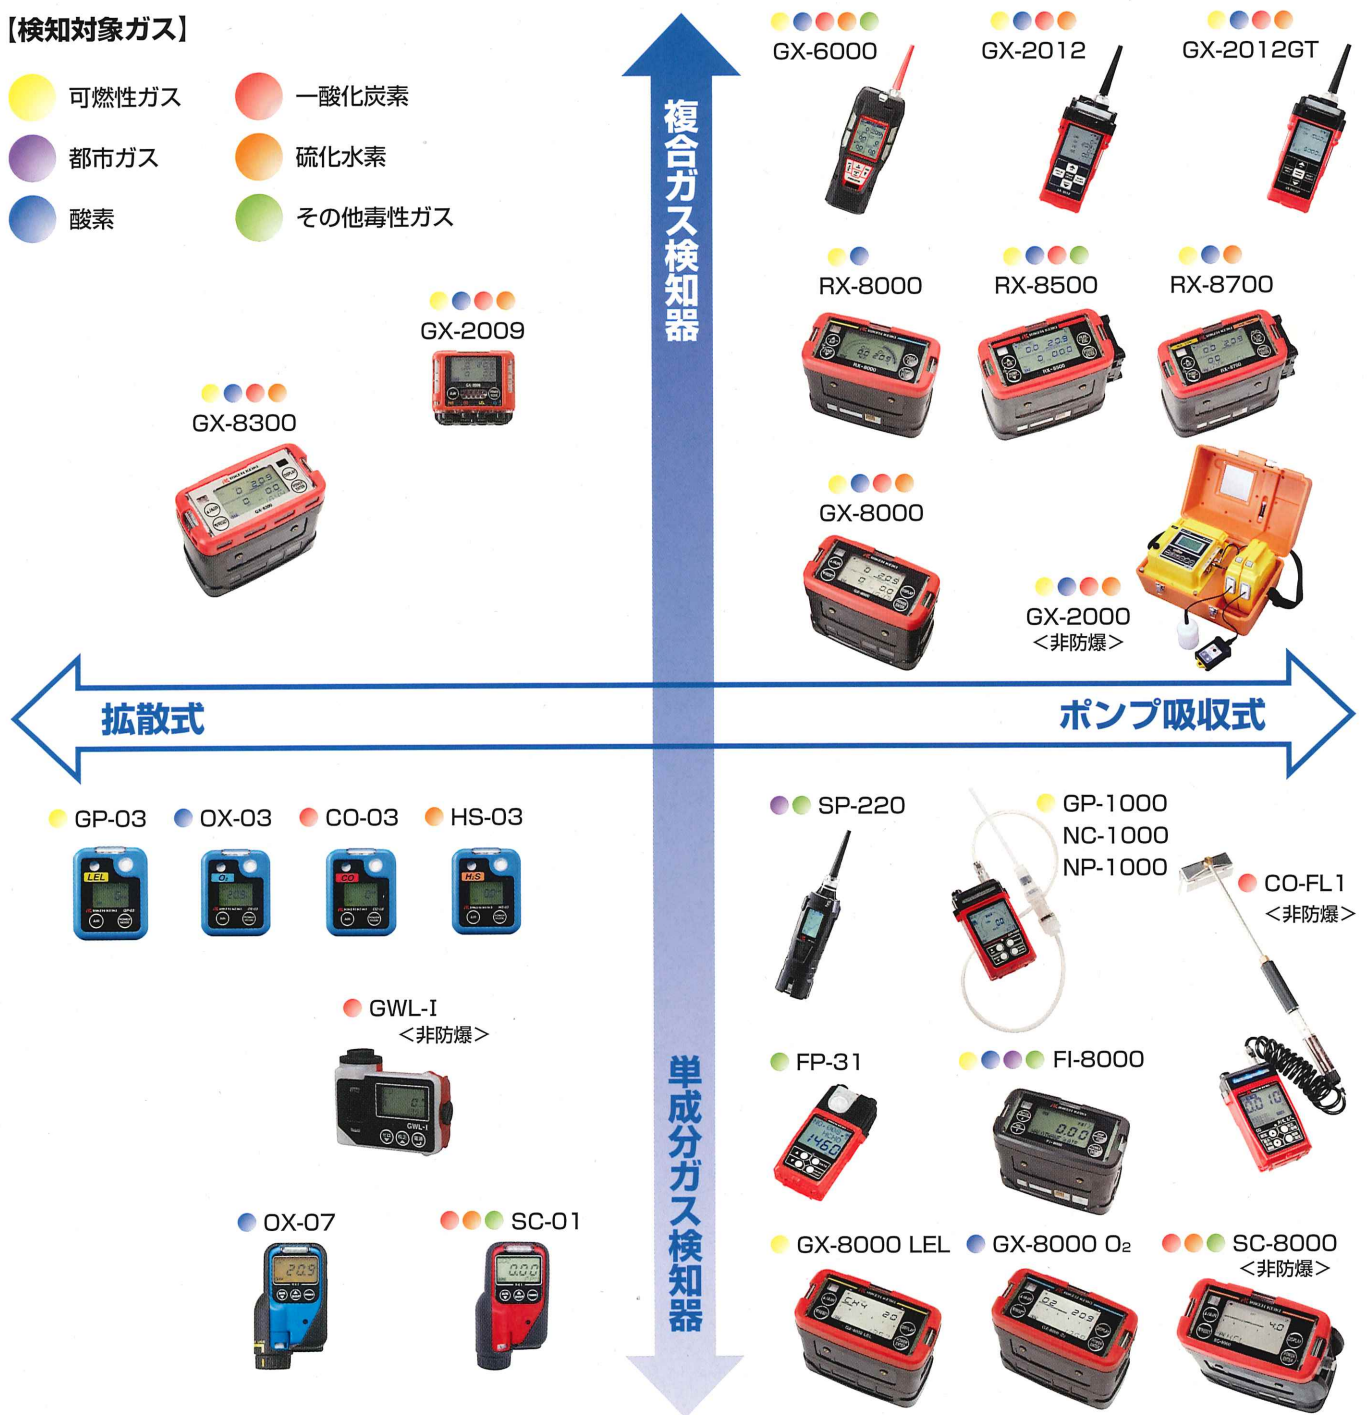 【検知対象ガス】
可燃性ガス
一酸化炭素
都市ガス
硫化水素
酸素
その他毒性ガス
複合ガス検知器
GX-6000
GX-2012
GX-2012GT
RX-8000
RX-8500
RX-8700
GX-2009
GX-8300
GX-8000
GX-2000
＜非防爆＞
拡散式
ポンプ吸収式
GP-03
OX-03
CO-03
HS-03
LEL
O₂
CO
H₂S
SP-220
GP-1000
NC-1000
NP-1000
CO-FL1
＜非防爆＞
GWL-I
＜非防爆＞
GWL-I
単成分ガス検知器
FP-31
FI-8000
OX-07
SC-01
GX-8000 LEL
GX-8000 O₂
SC-8000
＜非防爆＞